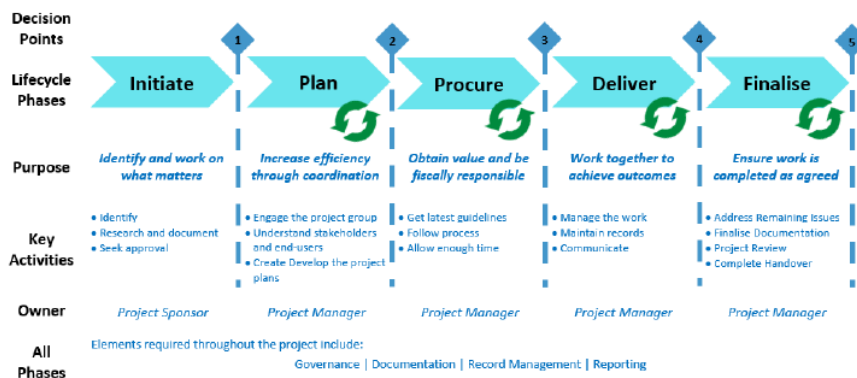 Decision
Points
1
2
3
4
5
Lifecycle
Phases
Initiate
Plan
Procure
Deliver
Finalise
Purpose
Identify and work on
what matters
Increase efficiency
through coordination
Obtain value and be
fiscally responsible
Work together to
achieve outcomes
Ensure work is
completed as agreed
Key
Activities
• Identify
• Research and document
• Seek approval
• Engage the project group
• Understand stakeholders
and end-users
• Create Develop the project
plans
• Get latest guidelines
• Follow process
• Allow enough time
• Manage the work
• Maintain records
• Communicate
• Address Remaining Issues
• Finalise Documentation
• Project Review
• Complete Handover
Owner
Project Sponsor
Project Manager
Project Manager
Project Manager
Project Manager
All
Phases
Elements required throughout the project include:
Governance | Documentation | Record Management | Reporting